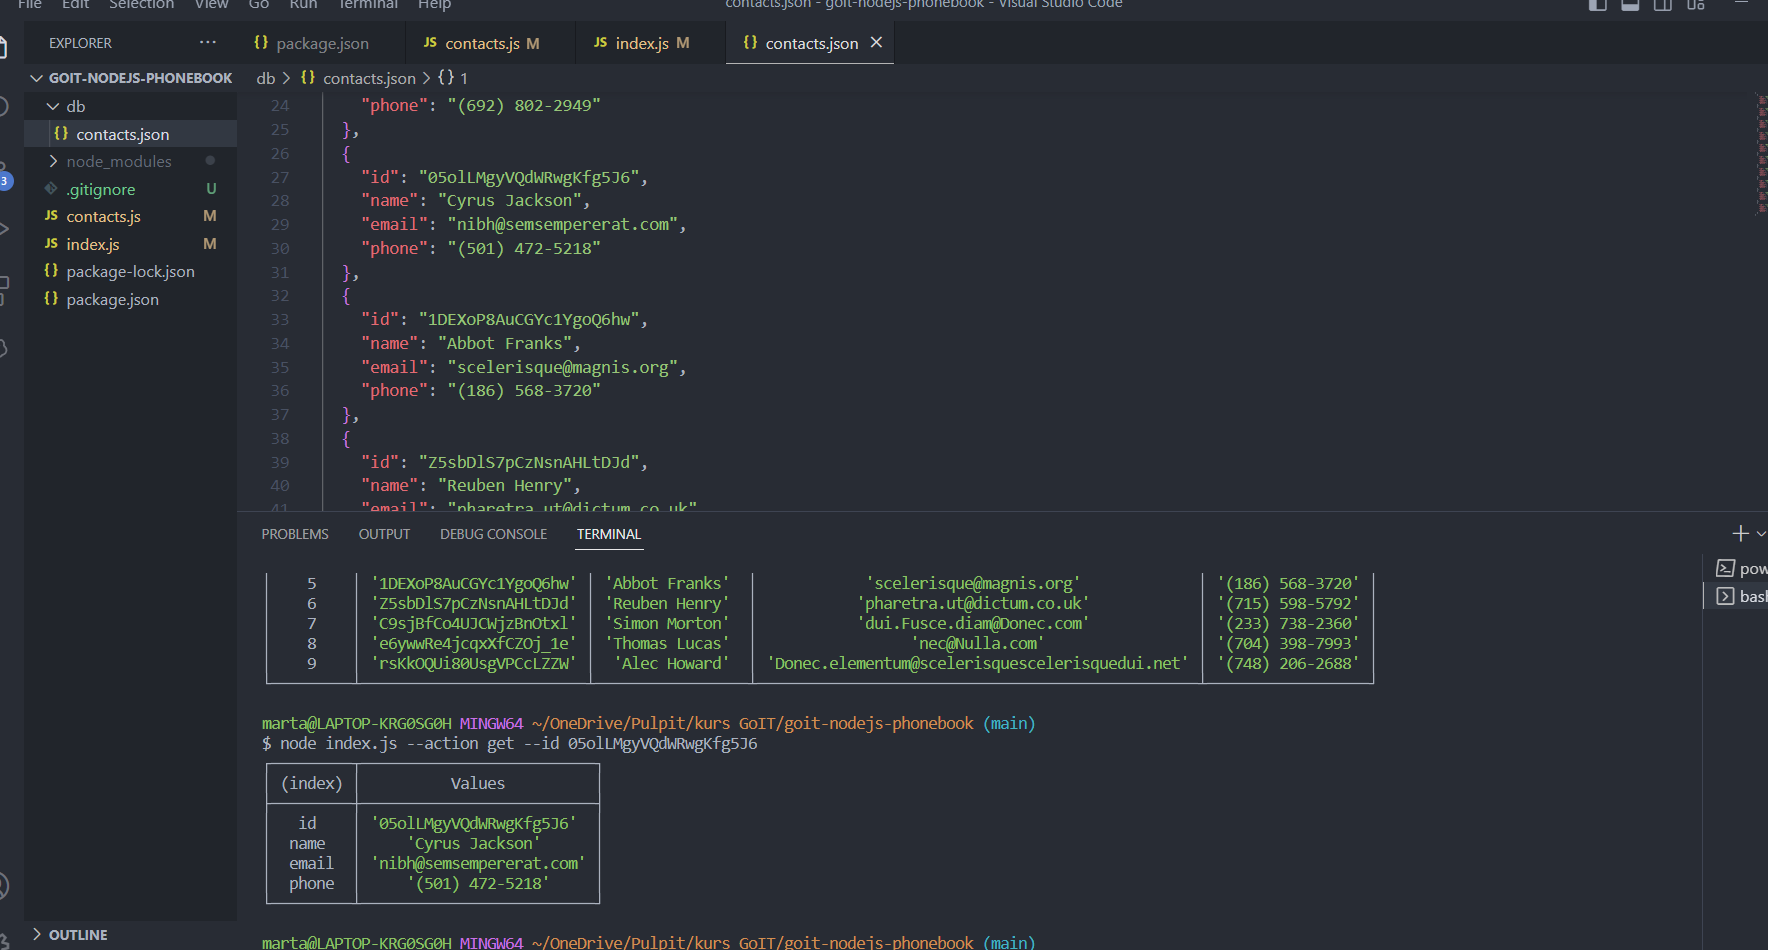 File Edit Selection View Go Run Terminal Help
contacts.json - goit-nodejs-phonebook - Visual Studio Code
EXPLORER ···
GOIT-NODEJS-PHONEBOOK
db
{} contacts.json
node_modules
.gitignore U
JS contacts.js M
JS index.js M
{} package-lock.json
{} package.json
OUTLINE
3
{} package.json JS contacts.js M JS index.js M {} contacts.json ×
db > {} contacts.json > {} 1
24 "phone": "(692) 802-2949"
25 },
26 {
27 "id": "05olLMgyVQdWRwgKfg5J6",
28 "name": "Cyrus Jackson",
29 "email": "nibh@semsempererat.com",
30 "phone": "(501) 472-5218"
31 },
32 {
33 "id": "1DEXoP8AuCGYc1YgoQ6hw",
34 "name": "Abbot Franks",
35 "email": "scelerisque@magnis.org",
36 "phone": "(186) 568-3720"
37 },
38 {
39 "id": "Z5sbDlS7pCzNsnAHLtDJd",
40 "name": "Reuben Henry",
41 "email": "pharetra.ut@dictum.co.uk"
PROBLEMS OUTPUT DEBUG CONSOLE TERMINAL
5 '1DEXoP8AuCGYc1YgoQ6hw' 'Abbot Franks' 'scelerisque@magnis.org' '(186) 568-3720'
6 'Z5sbDlS7pCzNsnAHLtDJd' 'Reuben Henry' 'pharetra.ut@dictum.co.uk' '(715) 598-5792'
7 'C9sjBfCo4UJCWjzBnOtxl' 'Simon Morton' 'dui.Fusce.diam@Donec.com' '(233) 738-2360'
8 'e6ywwRe4jcqxXfCZOj_1e' 'Thomas Lucas' 'nec@Nulla.com' '(704) 398-7993'
9 'rsKkOQUi80UsgVPCcLZZW' 'Alec Howard' 'Donec.elementum@scelerisquescelerisquedui.net' '(748) 206-2688'
marta@LAPTOP-KRG0SG0H MINGW64 ~/OneDrive/Pulpit/kurs GoIT/goit-nodejs-phonebook (main)
$ node index.js --action get --id 05olLMgyVQdWRwgKfg5J6
(index) Values
id '05olLMgyVQdWRwgKfg5J6'
name 'Cyrus Jackson'
email 'nibh@semsempererat.com'
phone '(501) 472-5218'
marta@LAPTOP-KRG0SG0H MINGW64 ~/OneDrive/Pulpit/kurs GoIT/goit-nodejs-phonebook (main)
pow
bash